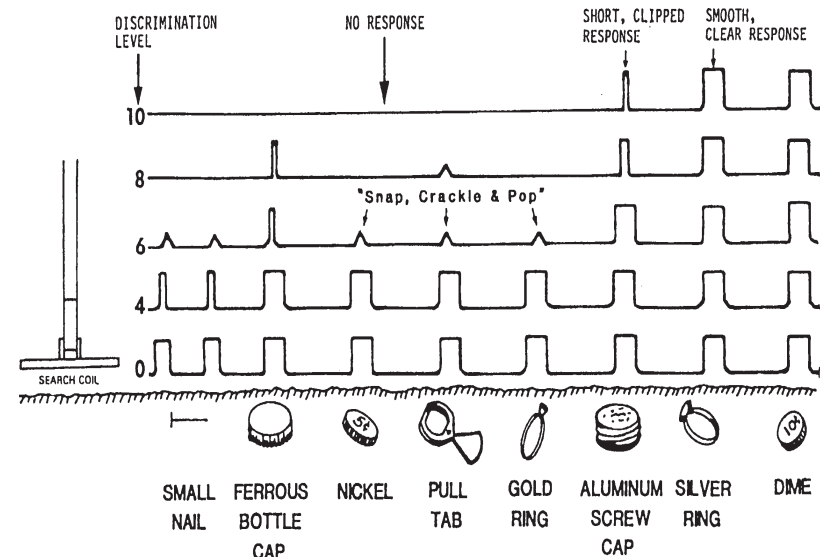 DISCRIMINATION
LEVEL
NO RESPONSE
SHORT, CLIPPED
RESPONSE
SMOOTH,
CLEAR RESPONSE
10
8
"Snap, Crackle & Pop"
6
4
0
SEARCH COIL
5¢
10¢
SMALL
NAIL
FERROUS
BOTTLE
CAP
NICKEL
PULL
TAB
GOLD
RING
ALUMINUM
SCREW
CAP
SILVER
RING
DIME